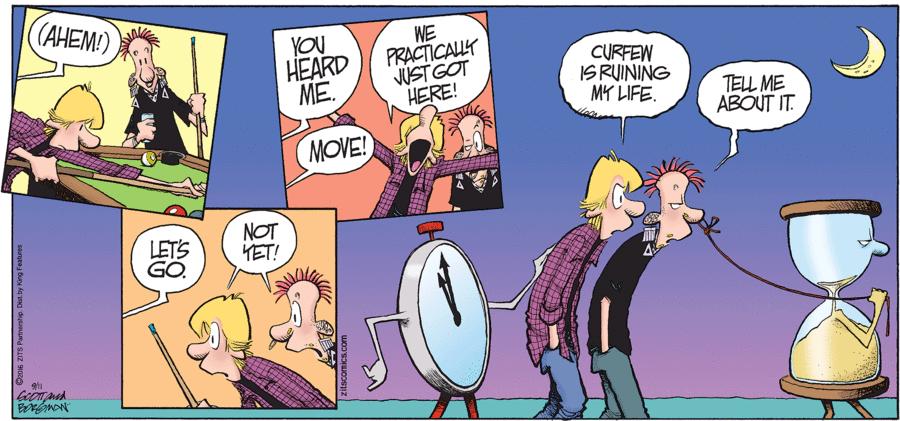 (AHEM!)
LET'S
GO.
NOT
YET!
YOU
HEARD
ME.
WE
PRACTICALLY
JUST GOT
HERE!
MOVE!
CURFEW
IS RUINING
MY LIFE.
TELL ME
ABOUT IT.
©2016 ZITS Partnership. Dist. by King Features
9/11
SCOTT AND
BORGMAN
zitscomics.com